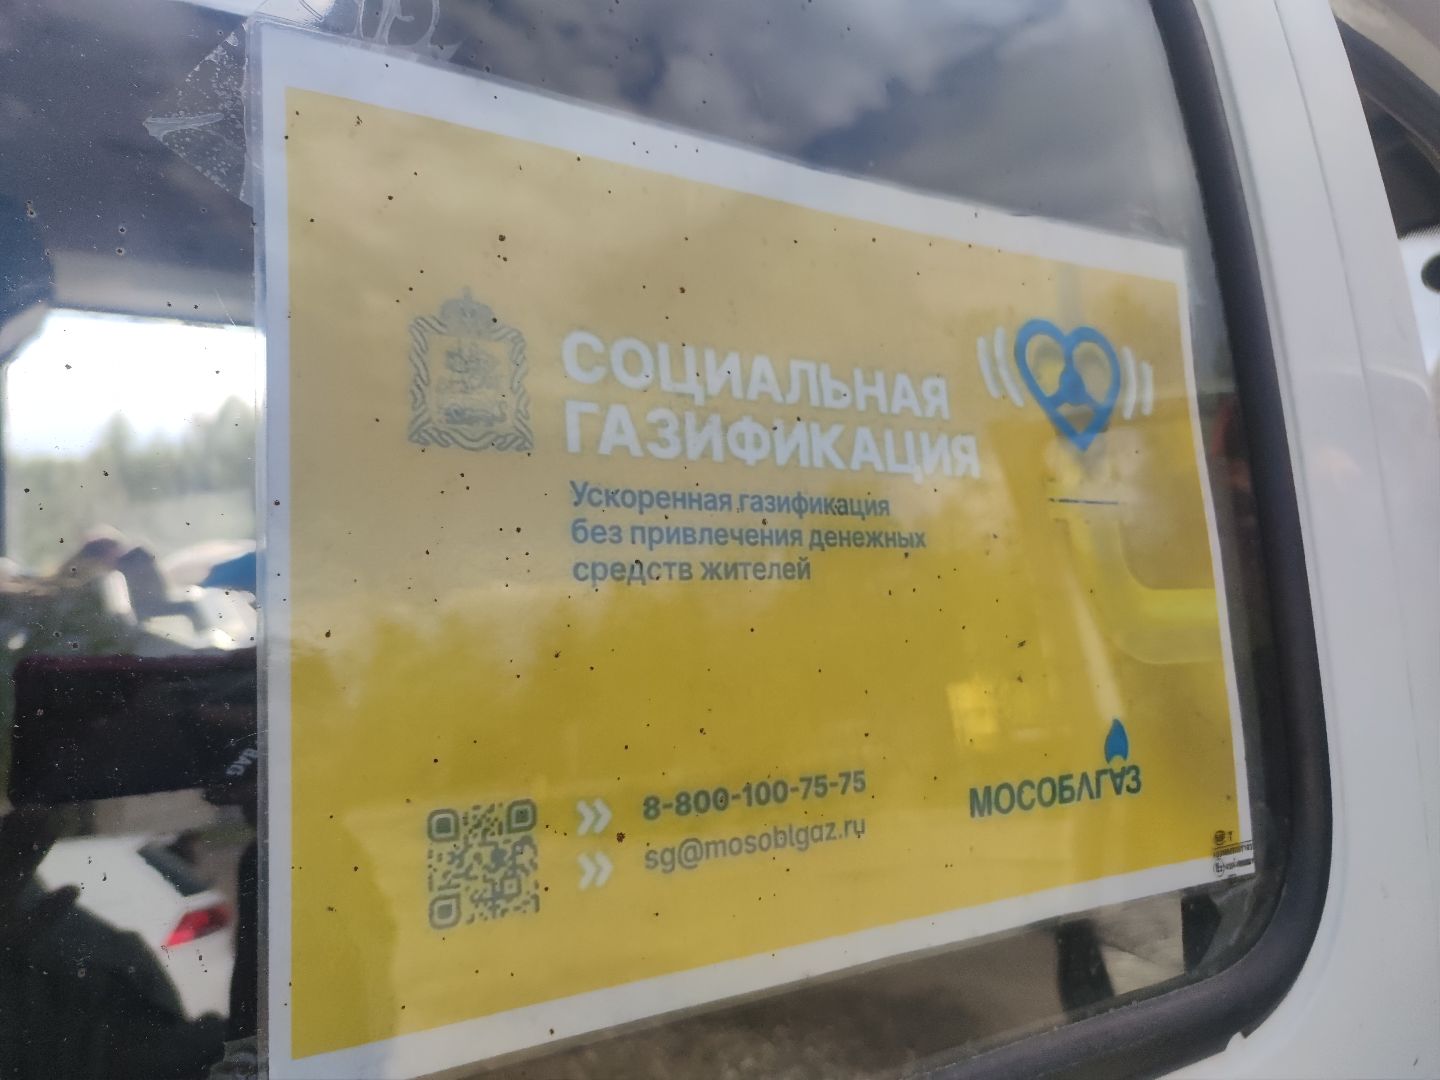 СОЦИАЛЬНАЯ
ГАЗИФИКАЦИЯ
Ускоренная газификация
без привлечения денежных
средств жителей
8-800-100-75-75
sg@mosoblgaz.ru
МОСОБЛГАЗ